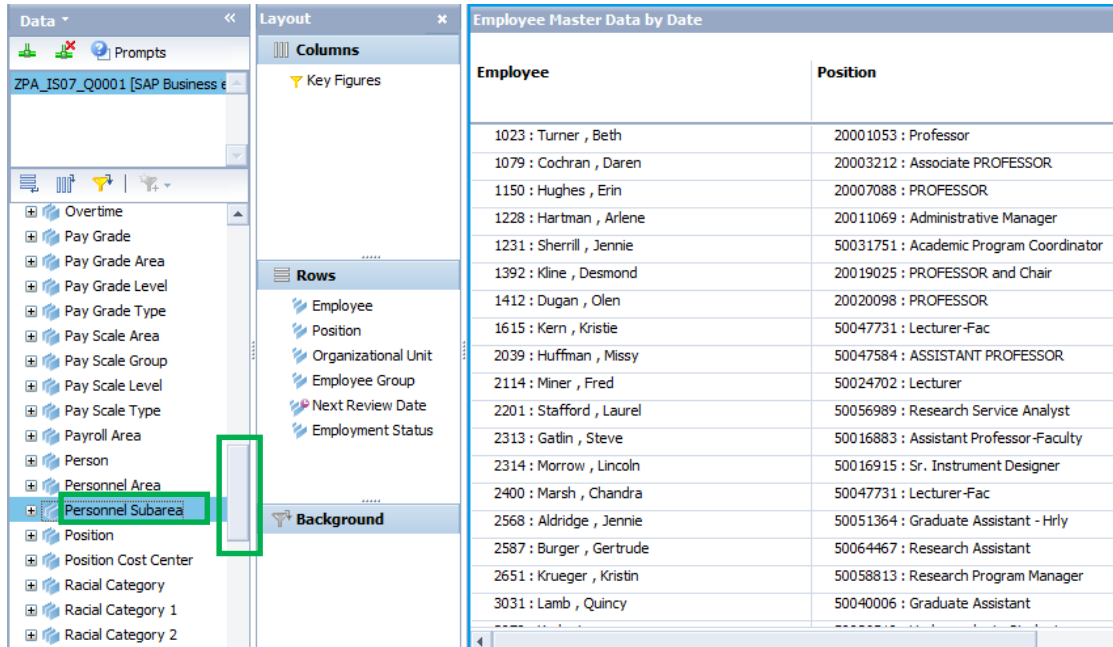 Data
Prompts
ZPA_IS07_Q0001 [SAP Business e
Overtime
Pay Grade
Pay Grade Area
Pay Grade Level
Pay Grade Type
Pay Scale Area
Pay Scale Group
Pay Scale Level
Pay Scale Type
Payroll Area
Person
Personnel Area
Personnel Subarea
Position
Position Cost Center
Racial Category
Racial Category 1
Racial Category 2
Layout
Columns
Key Figures
Rows
Employee
Position
Organizational Unit
Employee Group
Next Review Date
Employment Status
Background
Employee Master Data by Date
Employee Position
1023 : Turner , Beth 20001053 : Professor
1079 : Cochran , Daren 20003212 : Associate PROFESSOR
1150 : Hughes , Erin 20007088 : PROFESSOR
1228 : Hartman , Arlene 20011069 : Administrative Manager
1231 : Sherrill , Jennie 50031751 : Academic Program Coordinator
1392 : Kline , Desmond 20019025 : PROFESSOR and Chair
1412 : Dugan , Olen 20020098 : PROFESSOR
1615 : Kern , Kristie 50047731 : Lecturer-Fac
2039 : Huffman , Missy 50047584 : ASSISTANT PROFESSOR
2114 : Miner , Fred 50024702 : Lecturer
2201 : Stafford , Laurel 50056989 : Research Service Analyst
2313 : Gatlin , Steve 50016883 : Assistant Professor-Faculty
2314 : Morrow , Lincoln 50016915 : Sr. Instrument Designer
2400 : Marsh , Chandra 50047731 : Lecturer-Fac
2568 : Aldridge , Jennie 50051364 : Graduate Assistant - Hrly
2587 : Burger , Gertrude 50064467 : Research Assistant
2651 : Krueger , Kristin 50058813 : Research Program Manager
3031 : Lamb , Quincy 50040006 : Graduate Assistant